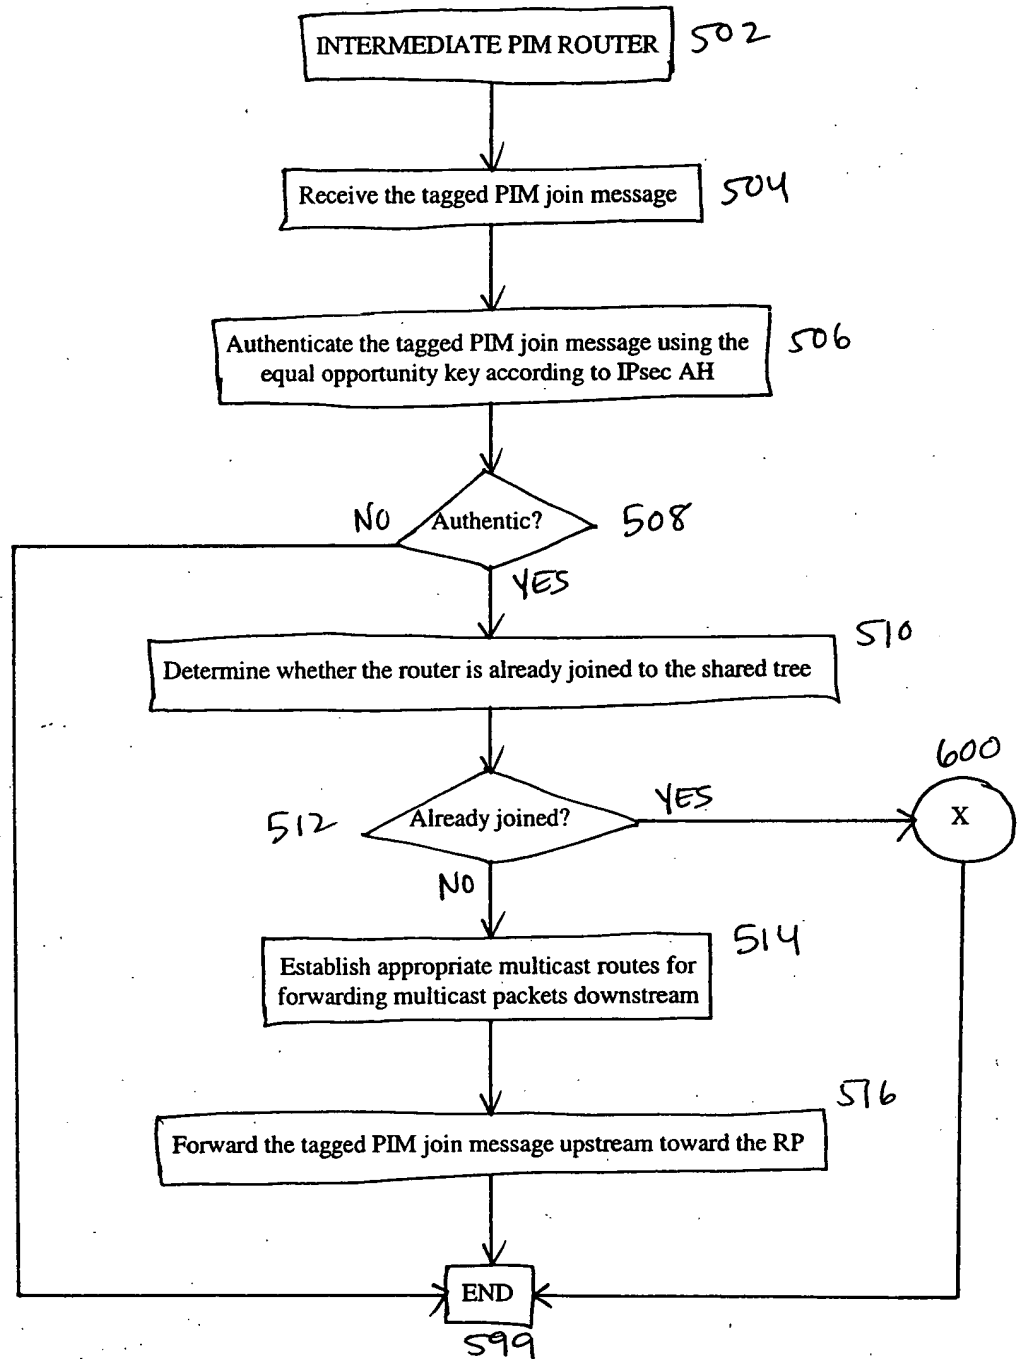 INTERMEDIATE PIM ROUTER 502
Receive the tagged PIM join message 504
Authenticate the tagged PIM join message using the 506
equal opportunity key according to IPsec AH
NO Authentic? 508
YES
510
Determine whether the router is already joined to the shared tree
600
512 Already joined? YES X
NO
514
Establish appropriate multicast routes for
forwarding multicast packets downstream
516
Forward the tagged PIM join message upstream toward the RP
END
599